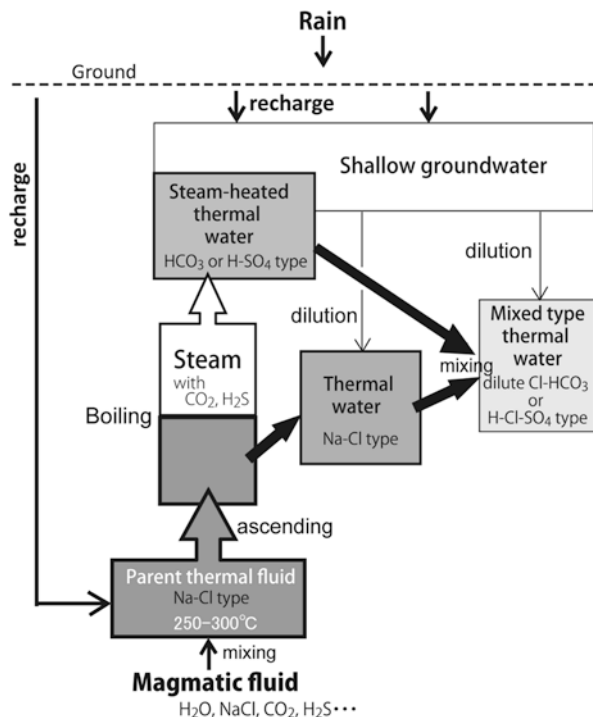 Rain
Ground
recharge
recharge
Shallow groundwater
Steam-heated
thermal
water
HCO₃ or H-SO₄ type
dilution
dilution
Steam
with
CO₂, H₂S
Boiling
Thermal
water
Na-Cl type
mixing
Mixed type
thermal
water
dilute Cl-HCO₃
or
H-Cl-SO₄ type
ascending
Parent thermal fluid
Na-Cl type
250–300℃
mixing
Magmatic fluid
H₂O, NaCl, CO₂, H₂S・・・